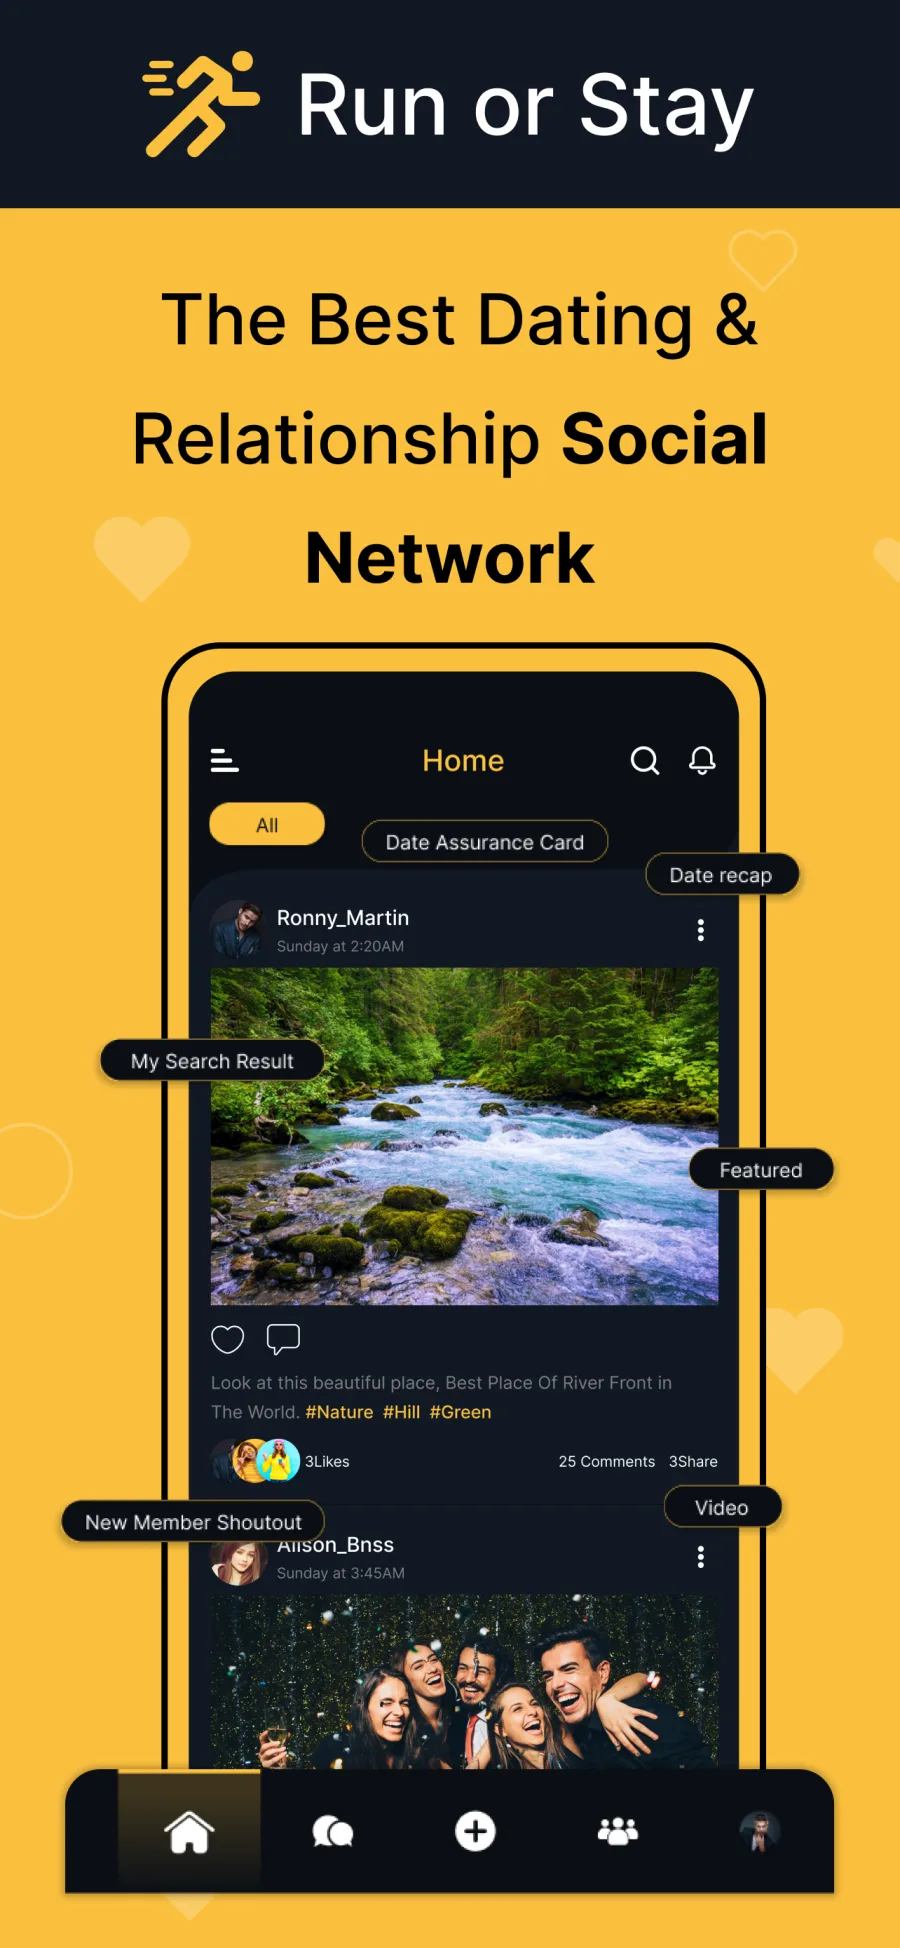 Run or Stay
The Best Dating &
Relationship Social
Network
Home
All
Date Assurance Card
Date recap
Ronny_Martin
Sunday at 2:20AM
My Search Result
Featured
Look at this beautiful place, Best Place Of River Front in
The World. #Nature #Hill #Green
3Likes
25 Comments 3Share
New Member Shoutout
Video
Alison_Bnss
Sunday at 3:45AM